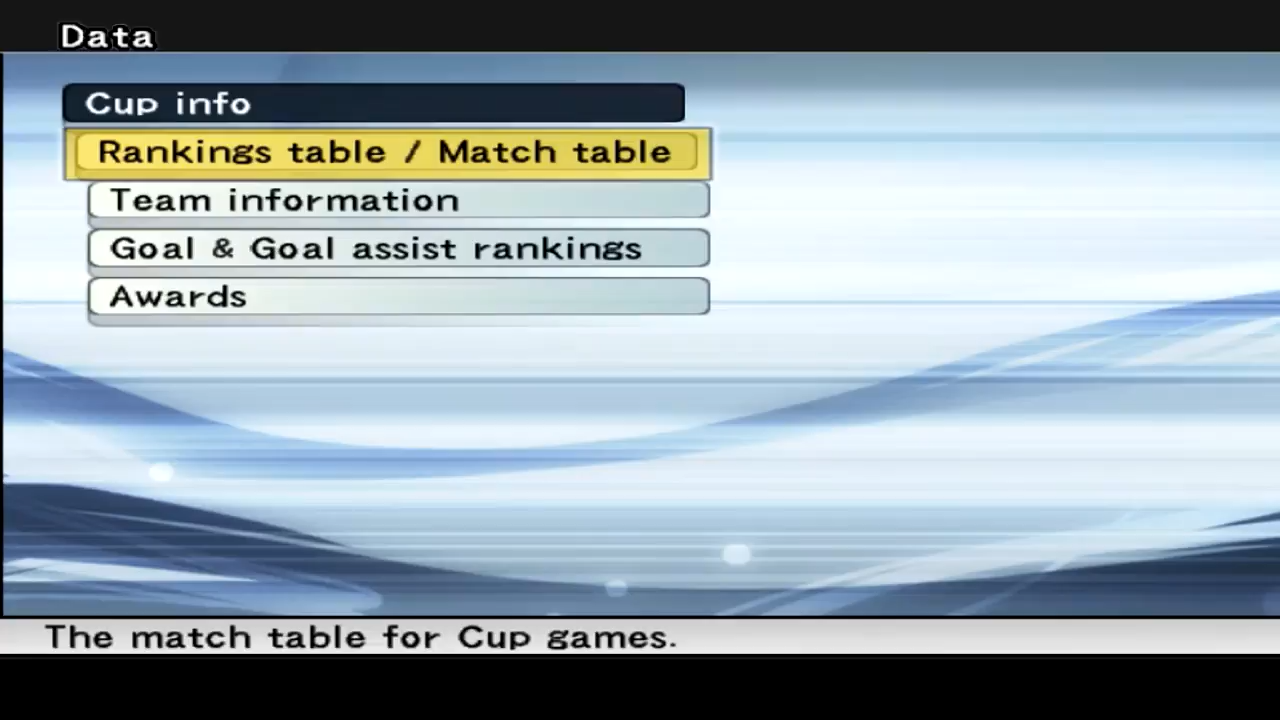 Data
Cup info
Rankings table / Match table
Team information
Goal & Goal assist rankings
Awards
The match table for Cup games.